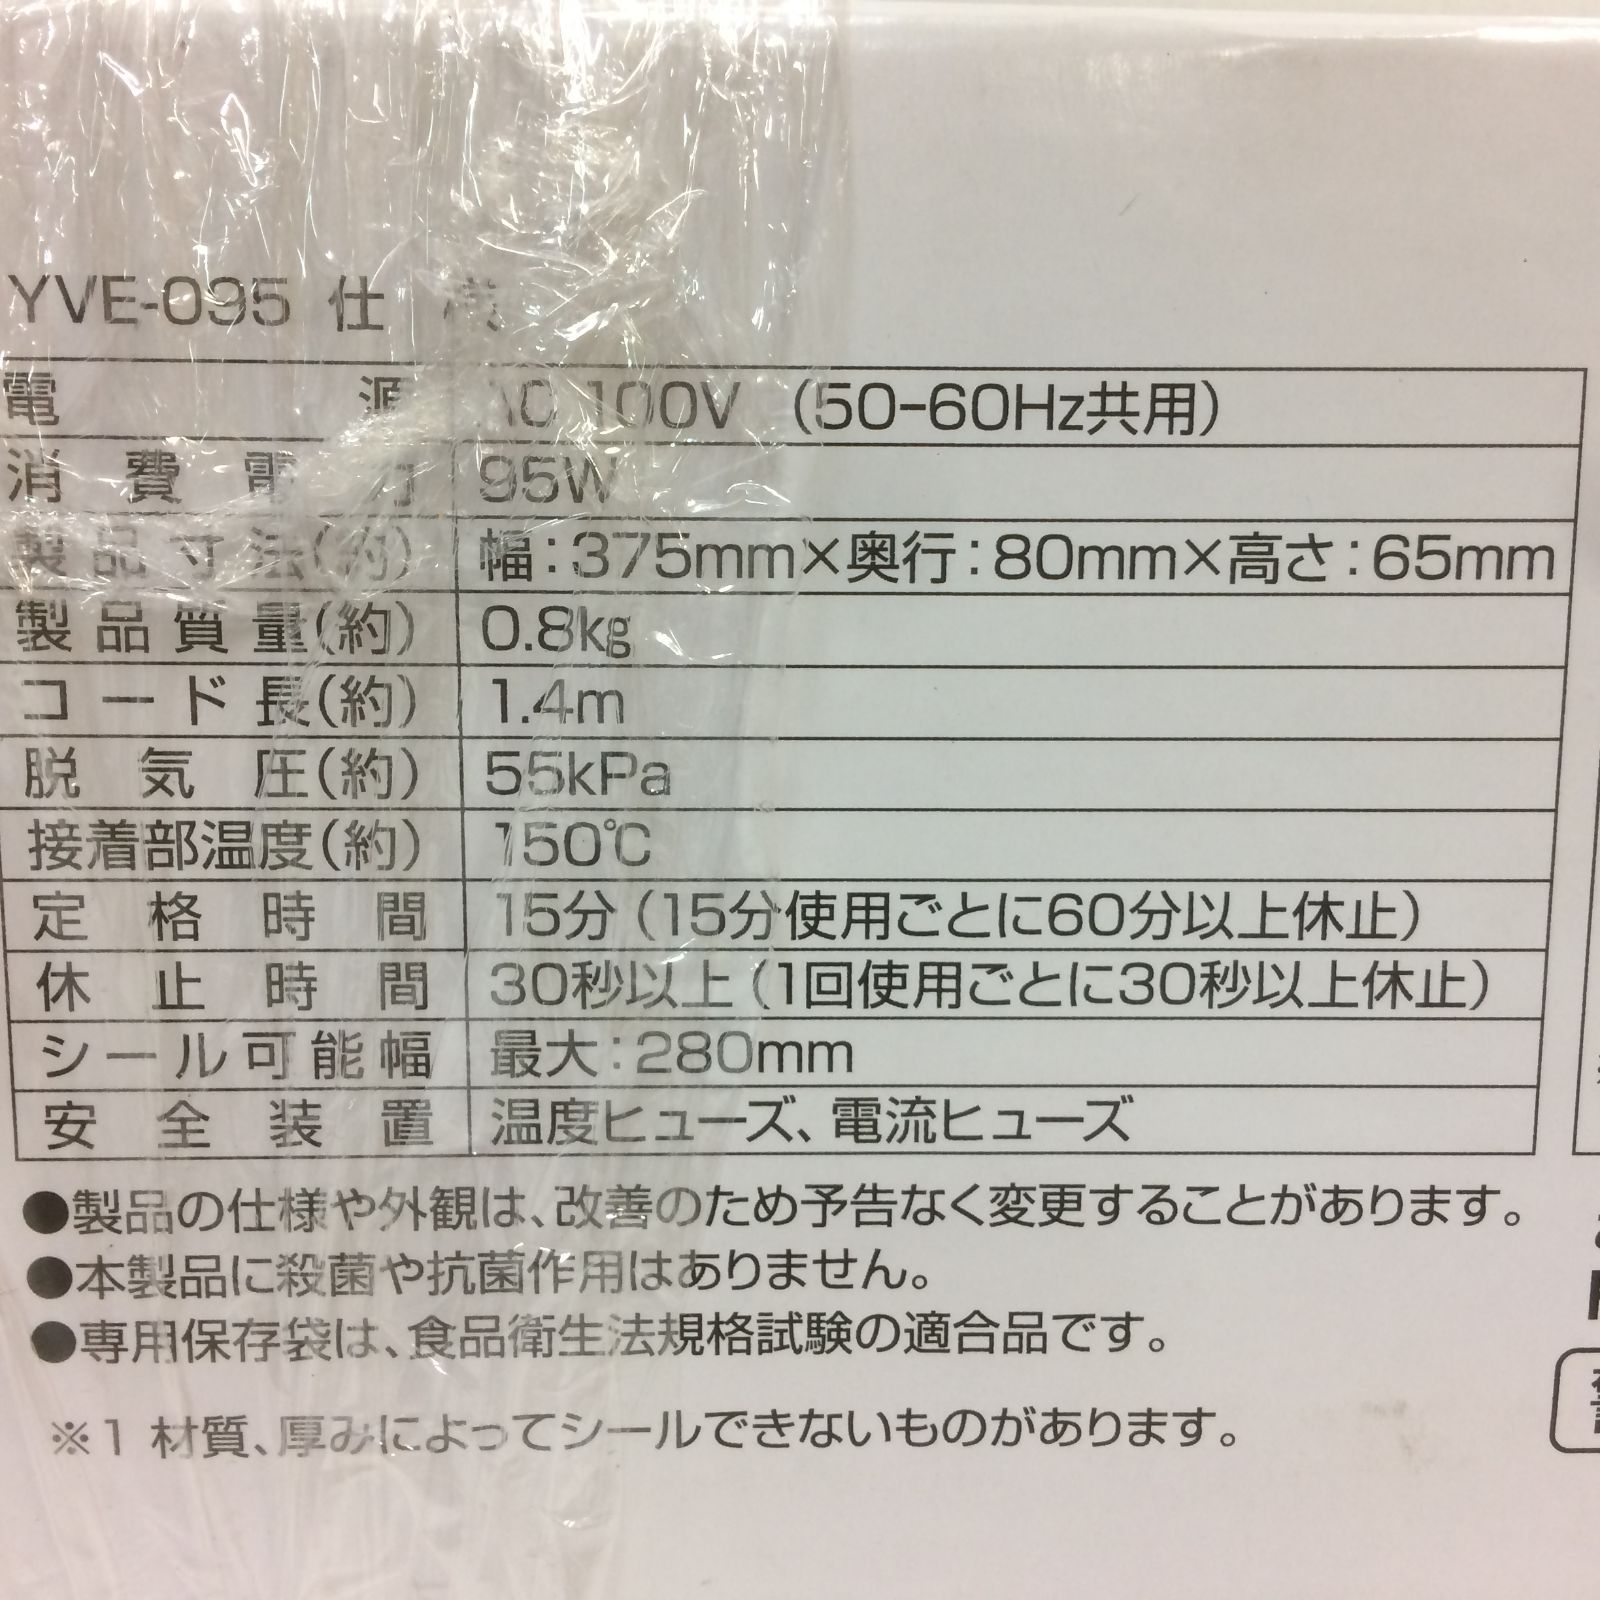 YVE-095 仕 様
電源 AC 100V (50-60Hz共用)
消費電力 95W
製品寸法(約) 幅:375mm×奥行:80mm×高さ:65mm
製品質量(約) 0.8kg
コード長(約) 1.4m
脱気圧(約) 55kPa
接着部温度(約) 150℃
定格時間 15分(15分使用ごとに60分以上休止)
休止時間 30秒以上(1回使用ごとに30秒以上休止)
シール可能幅 最大:280mm
安全装置 温度ヒューズ、電流ヒューズ
●製品の仕様や外観は、改善のため予告なく変更することがあります。
●本製品に殺菌や抗菌作用はありません。
●専用保存袋は、食品衛生法規格試験の適合品です。
※1 材質、厚みによってシールできないものがあります。